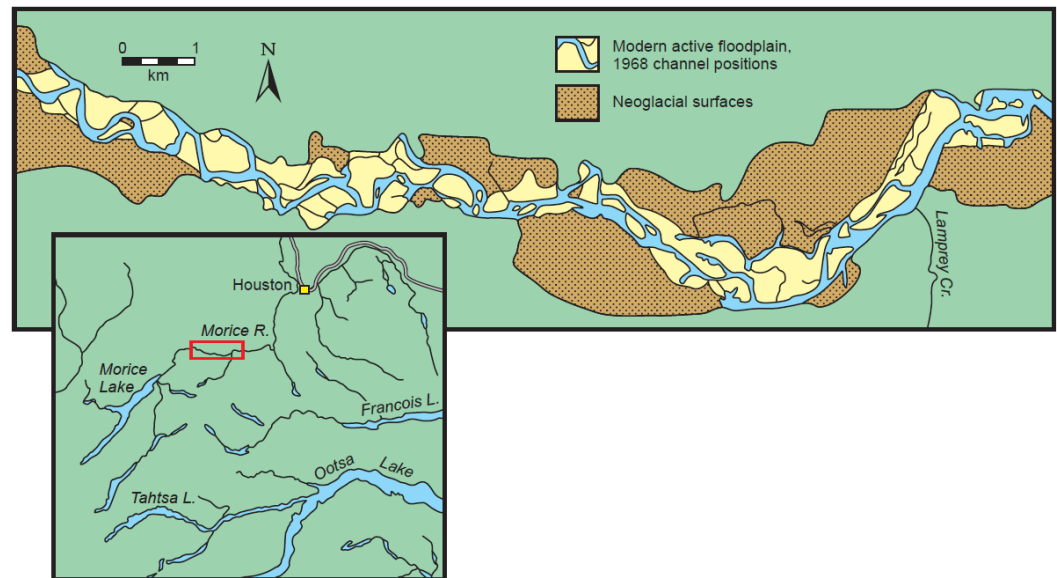 0 1
km
N
Modern active floodplain,
1968 channel positions
Neoglacial surfaces
Lamprey Cr.
Houston
Morice R.
Morice
Lake
Francois L.
Ootsa Lake
Tahtsa L.